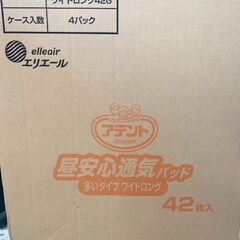 ワイドロング42G
ケース入数 4パック
elleair
エリエール
アテント
Attento
昼安心通気パッド
多いタイプ ワイドロング
42枚入